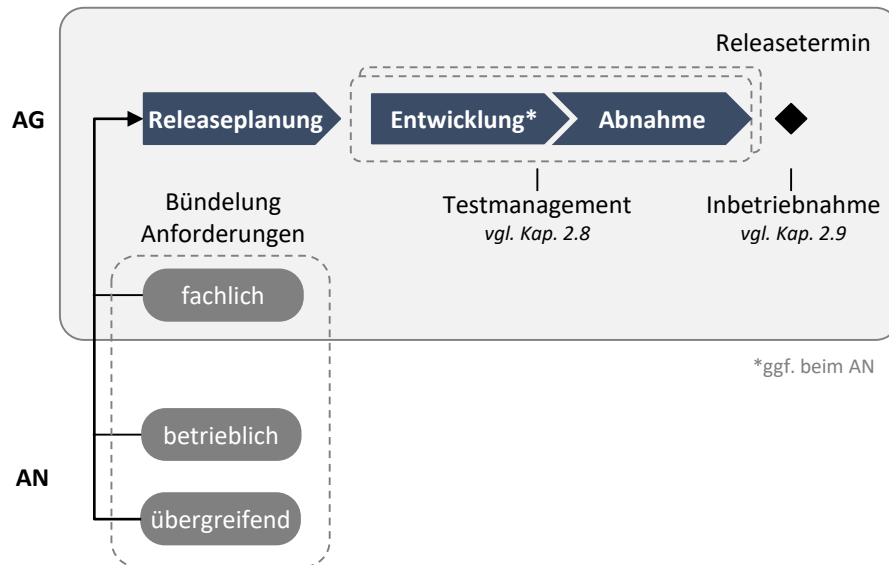 Releasetermin
AG
Releaseplanung
Entwicklung*
Abnahme
Bündelung
Anforderungen
Testmanagement
vgl. Kap. 2.8
Inbetriebnahme
vgl. Kap. 2.9
fachlich
*ggf. beim AN
betrieblich
AN
übergreifend